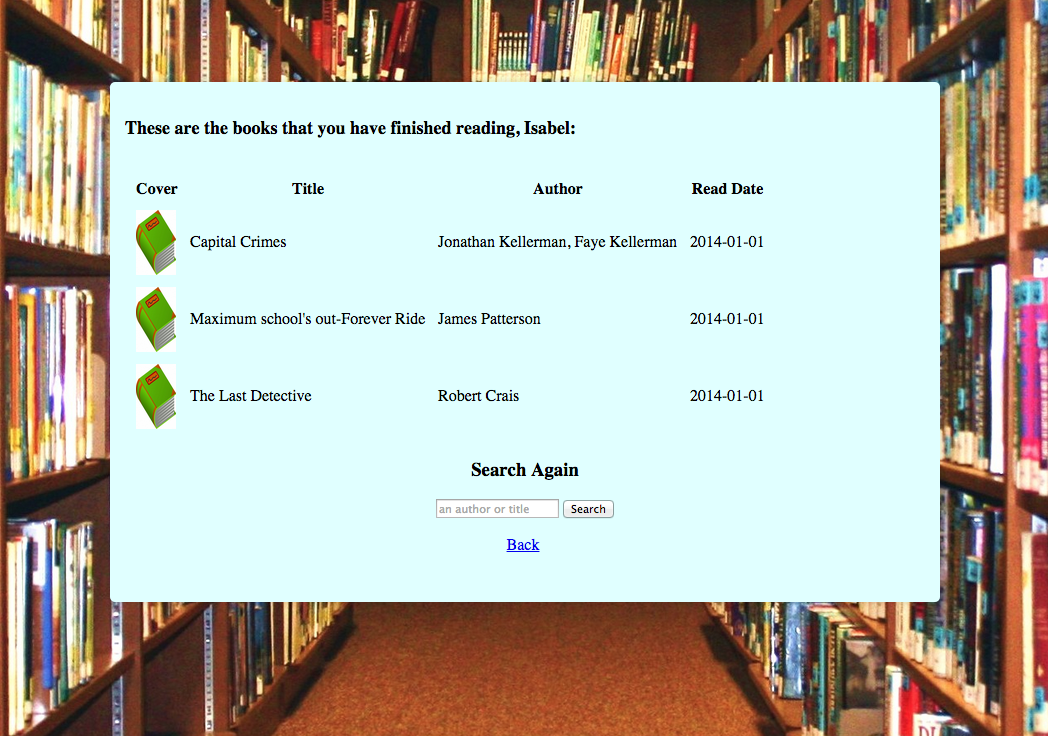 These are the books that you have finished reading, Isabel:
Cover Title Author Read Date
Capital Crimes Jonathan Kellerman, Faye Kellerman 2014-01-01
Maximum school's out-Forever Ride James Patterson 2014-01-01
The Last Detective Robert Crais 2014-01-01
Search Again
an author or title Search
Back